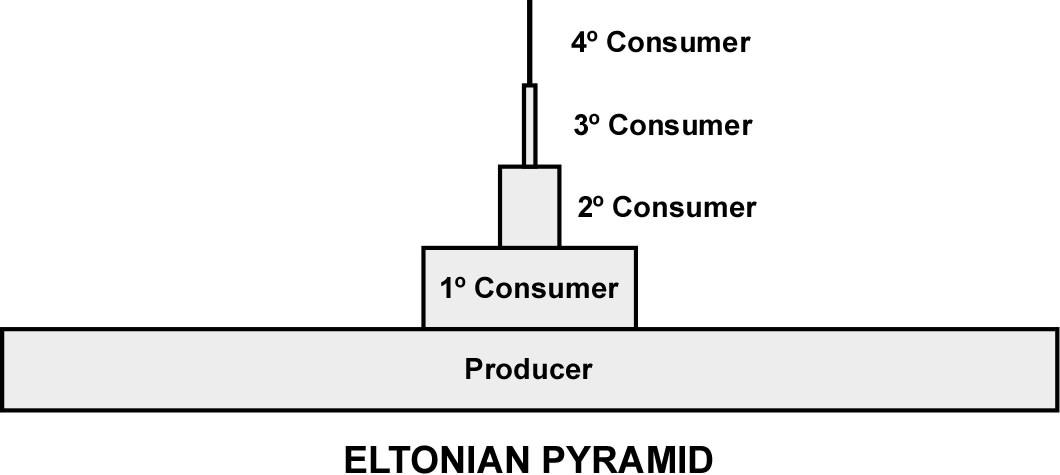 4º Consumer
3º Consumer
2º Consumer
1º Consumer
Producer
ELTONIAN PYRAMID